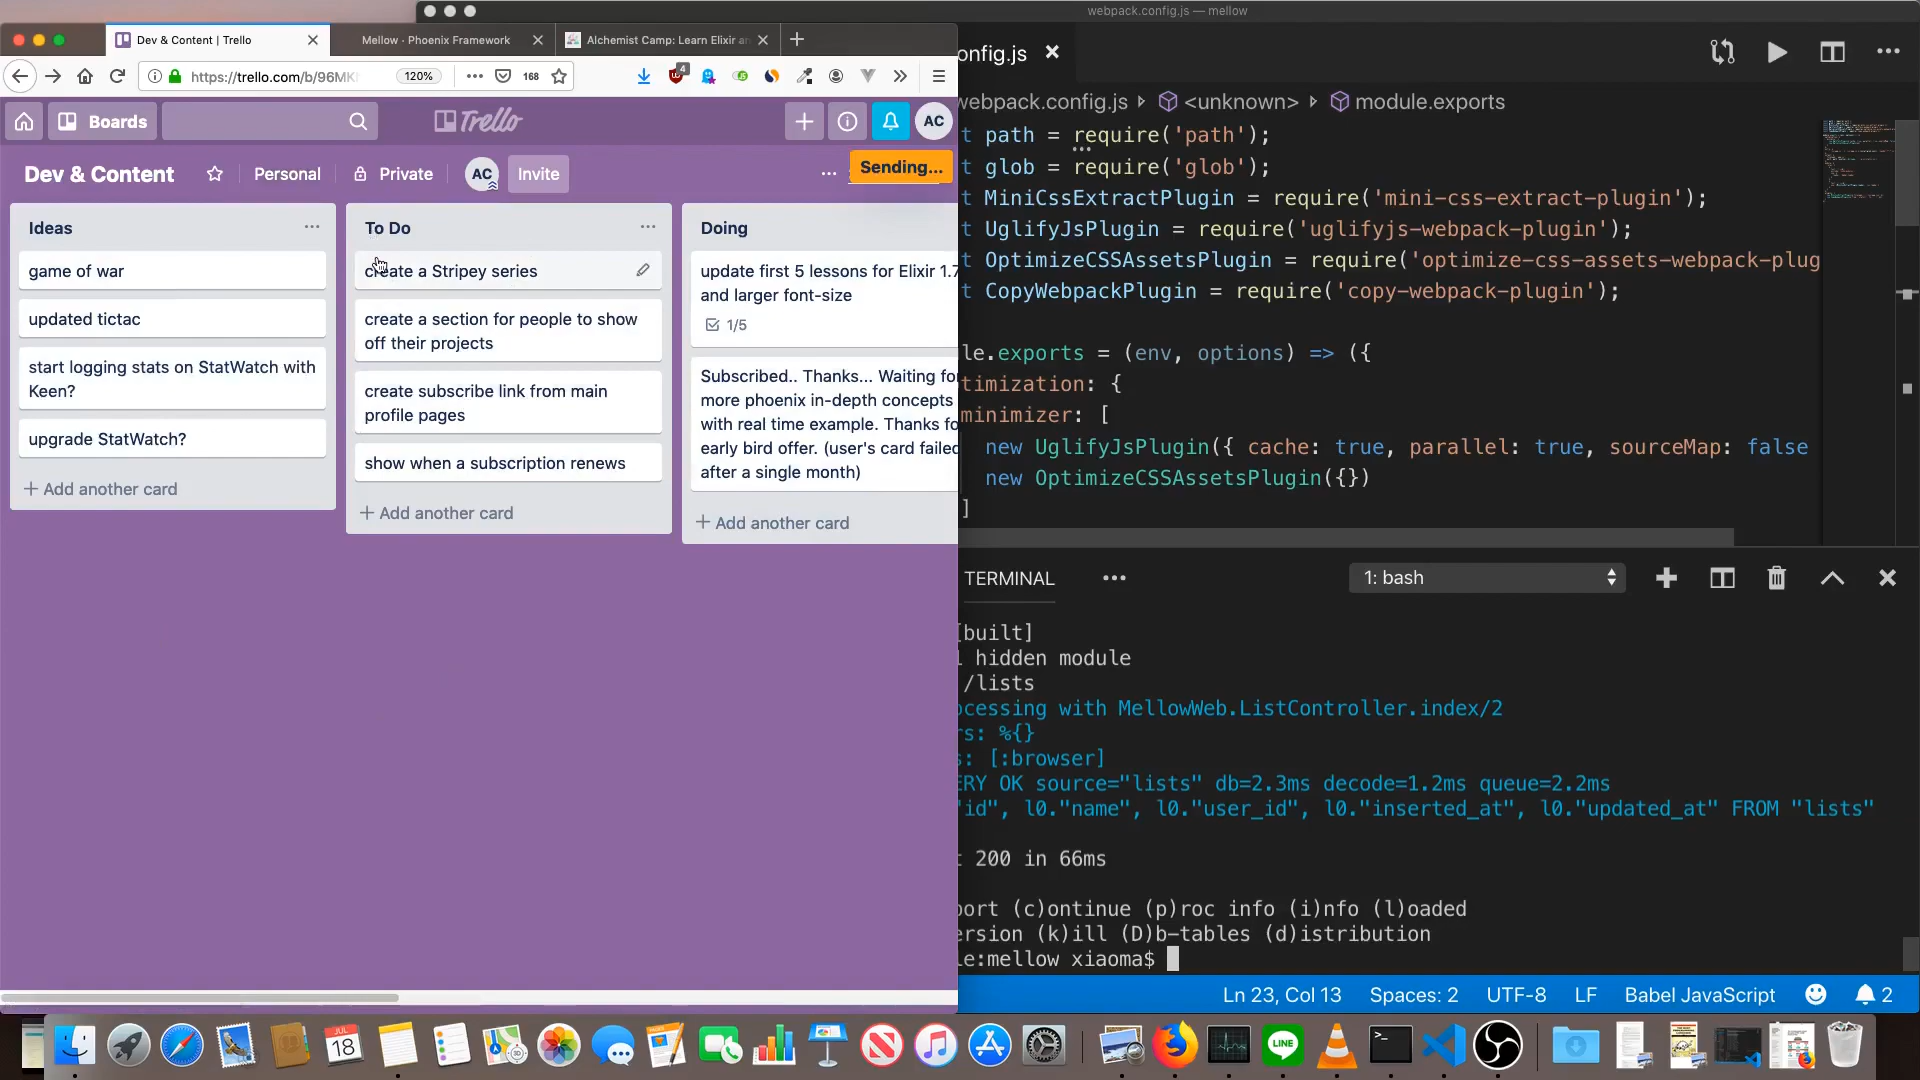 webpack.config.js — mellow
Dev & Content | Trello
Mellow · Phoenix Framework
Alchemist Camp: Learn Elixir an
https://trello.com/b/96MK
120%
168
4
Boards
Trello
AC
Dev & Content
Personal
Private
AC
Invite
Sending...
Ideas
game of war
updated tictac
start logging stats on StatWatch with
Keen?
upgrade StatWatch?
+ Add another card
To Do
create a Stripey series
create a section for people to show
off their projects
create subscribe link from main
profile pages
show when a subscription renews
+ Add another card
Doing
update first 5 lessons for Elixir 1.7
and larger font-size
1/5
Subscribed.. Thanks... Waiting for
more phoenix in-depth concepts
with real time example. Thanks fo
early bird offer. (user's card failed
after a single month)
+ Add another card
onfig.js
webpack.config.js
<unknown>
module.exports
t path = require('path');
t glob = require('glob');
t MiniCssExtractPlugin = require('mini-css-extract-plugin');
t UglifyJsPlugin = require('uglifyjs-webpack-plugin');
t OptimizeCSSAssetsPlugin = require('optimize-css-assets-webpack-plug
t CopyWebpackPlugin = require('copy-webpack-plugin');
le.exports = (env, options) => ({
timization: {
minimizer: [
new UglifyJsPlugin({ cache: true, parallel: true, sourceMap: false
new OptimizeCSSAssetsPlugin({})
]
TERMINAL
1: bash
[built]
l hidden module
/lists
ocessing with MellowWeb.ListController.index/2
rs: %{}
s: [:browser]
ERY OK source="lists" db=2.3ms decode=1.2ms queue=2.2ms
"id", l0."name", l0."user_id", l0."inserted_at", l0."updated_at" FROM "lists"
t 200 in 66ms
port (c)ontinue (p)roc info (i)nfo (l)oaded
ersion (k)ill (D)b-tables (d)istribution
le:mellow xiaoma$
Ln 23, Col 13
Spaces: 2
UTF-8
LF
Babel JavaScript
2
JUL
18
LINE